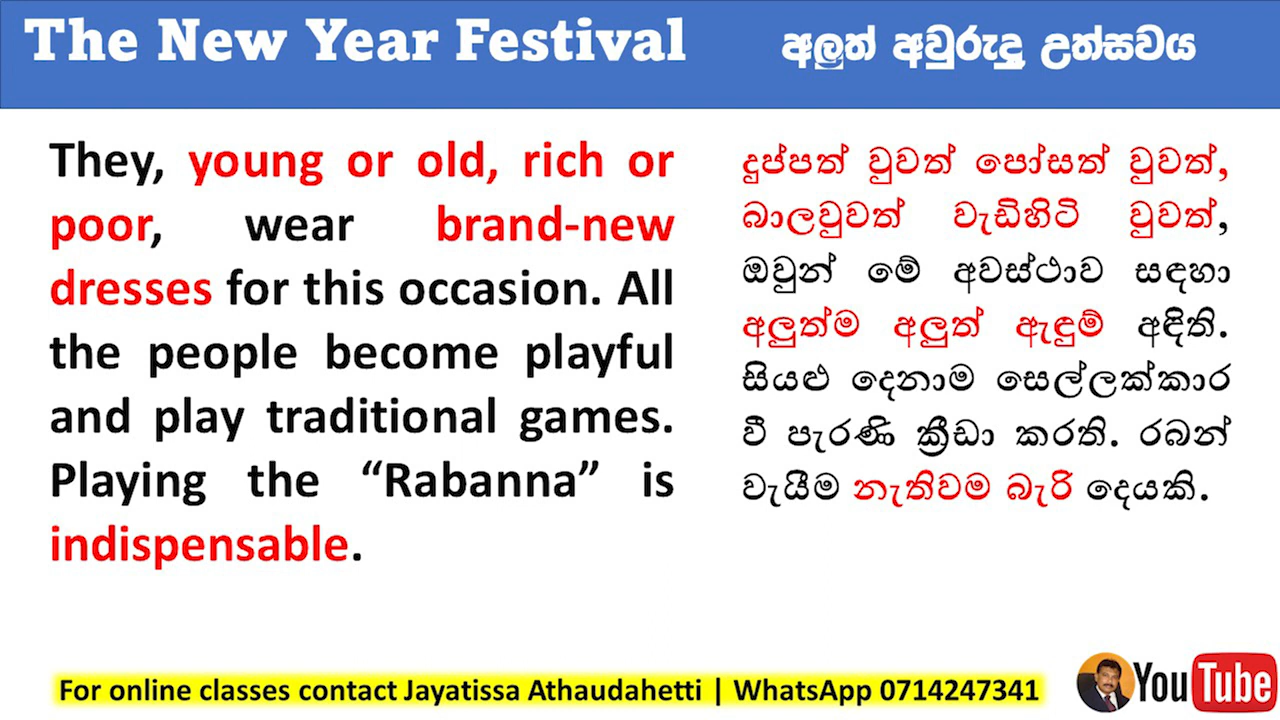 The New Year Festival
අලුත් අවුරුදු උත්සවය
They, young or old, rich or
poor, wear brand-new
dresses for this occasion. All
the people become playful
and play traditional games.
Playing the “Rabanna” is
indispensable.
දුප්පත් වුවත් පෝසත් වුවත්,
බාලවුවත් වැඩිහිටි වුවත්,
ඔවුන් මේ අවස්ථාව සඳහා
අලුත්ම අලුත් ඇඳුම් අඳිති.
සියළු දෙනාම සෙල්ලක්කාර
වී පැරණි ක්‍රීඩා කරති. රබන්
වැයීම නැතිවම බැරි දෙයකි.
For online classes contact Jayatissa Athaudahetti | WhatsApp 0714247341
YouTube